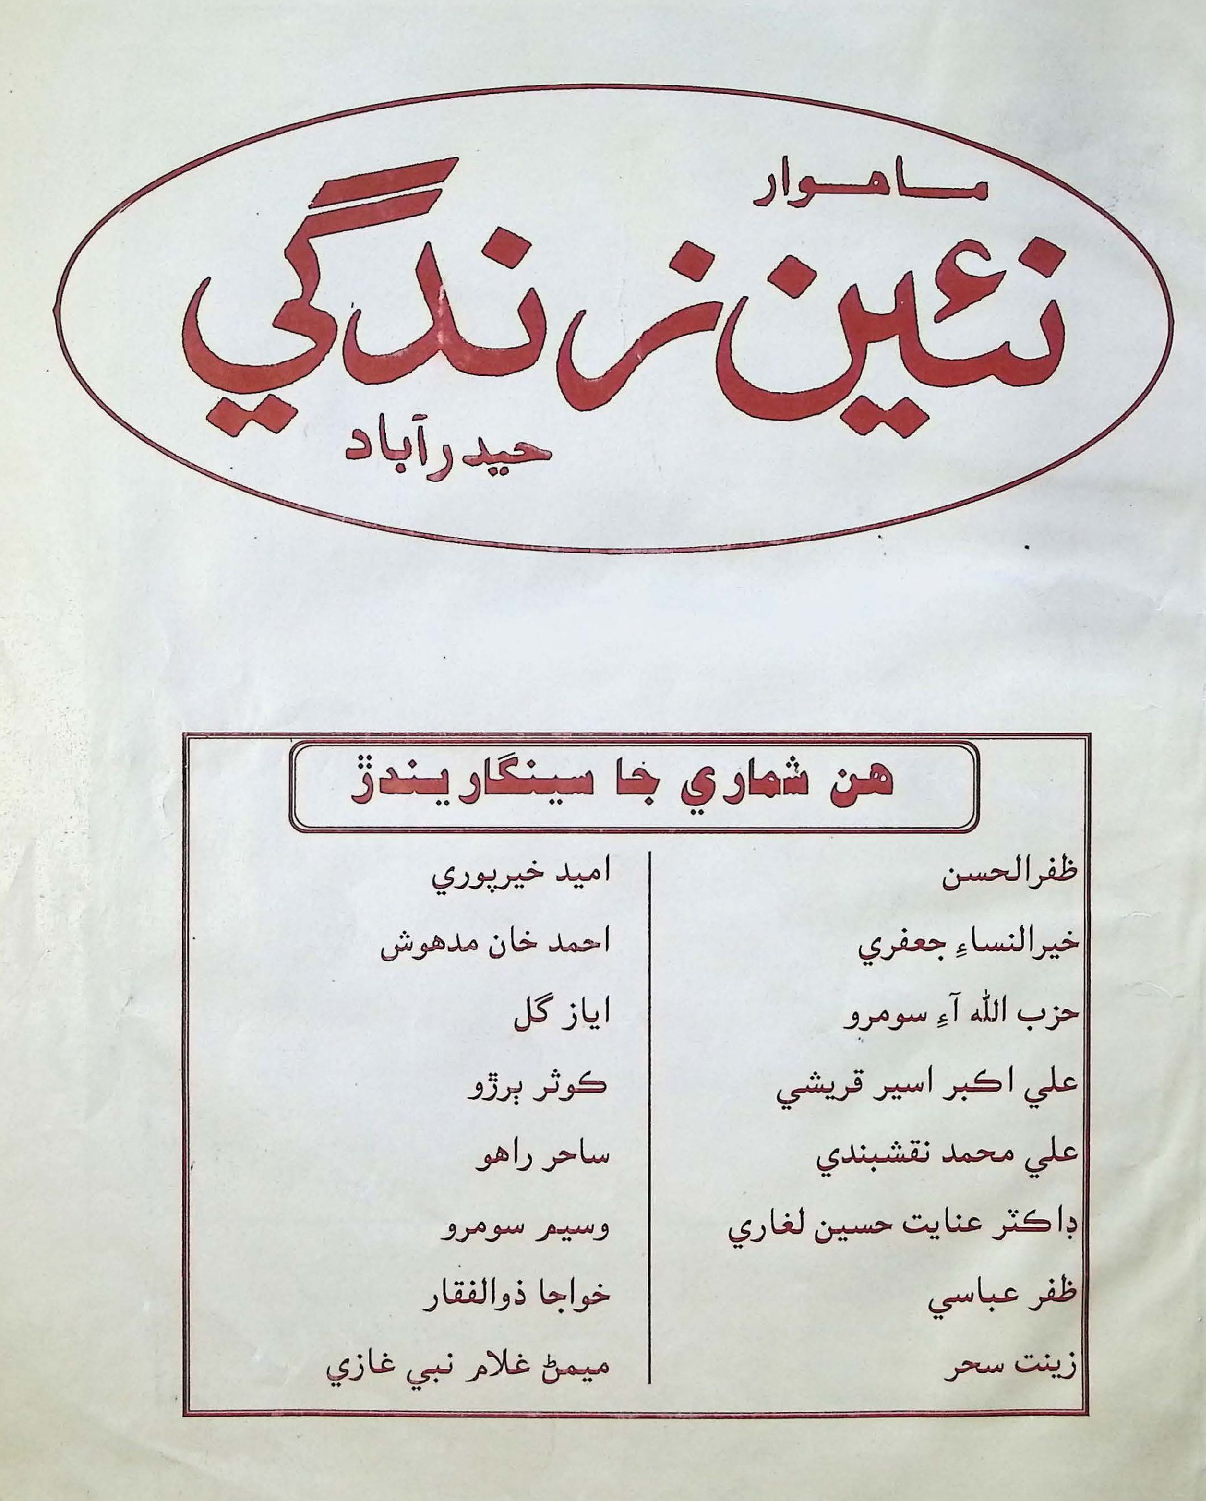 ماهوار
نئين زندگي
حيدرآباد
هن شماري جا سينگاريندڙ
ظفرالحسن
خيرالنساءِ جعفري
حزب الله آءِ سومرو
علي اڪبر اسير قريشي
علي محمد نقشبندي
ڊاڪٽر عنايت حسين لغاري
ظفر عباسي
زينت سحر
اميد خيرپوري
احمد خان مدهوش
اياز گل
ڪوثر ٻرڙو
ساحر راهو
وسيم سومرو
خواجا ذوالفقار
ميمڻ غلام نبي غازي